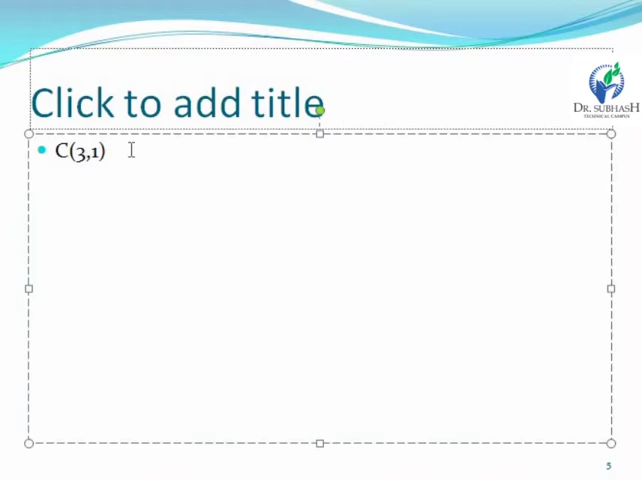 Click to add title
DR. SUBHASH
TECHNICAL CAMPUS
C(3,1)
5